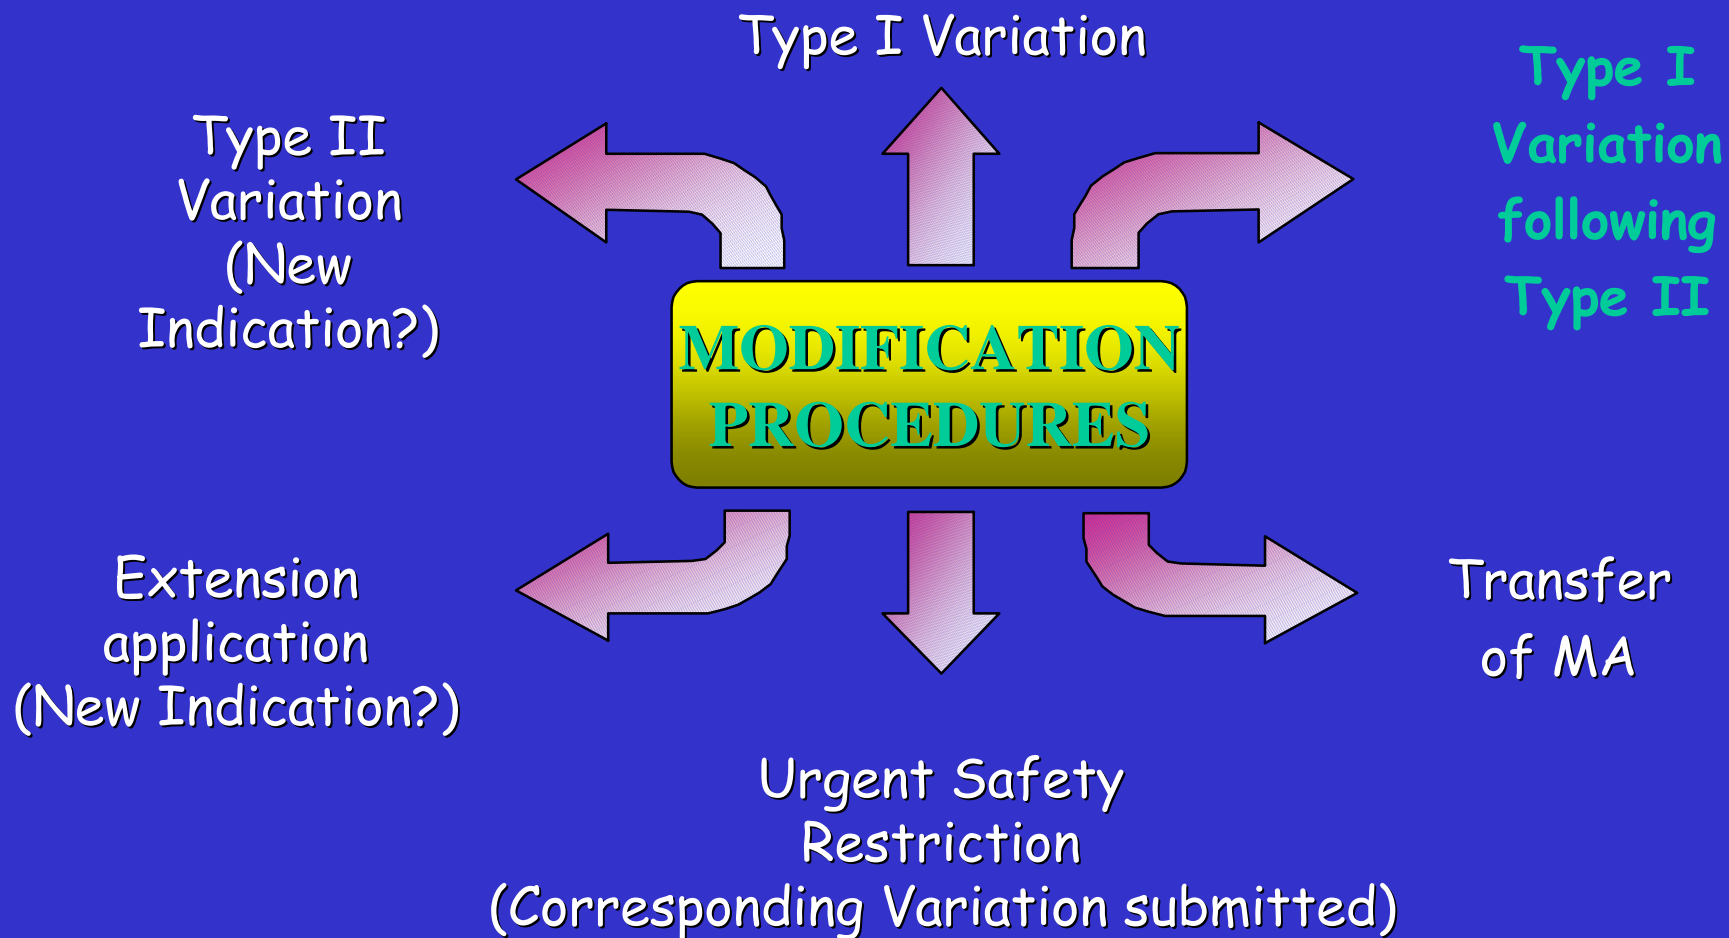 Type I Variation
Type I
Variation
following
Type II
Type II
Variation
(New
Indication?)
MODIFICATION
PROCEDURES
Extension
application
(New Indication?)
Transfer
of MA
Urgent Safety
Restriction
(Corresponding Variation submitted)